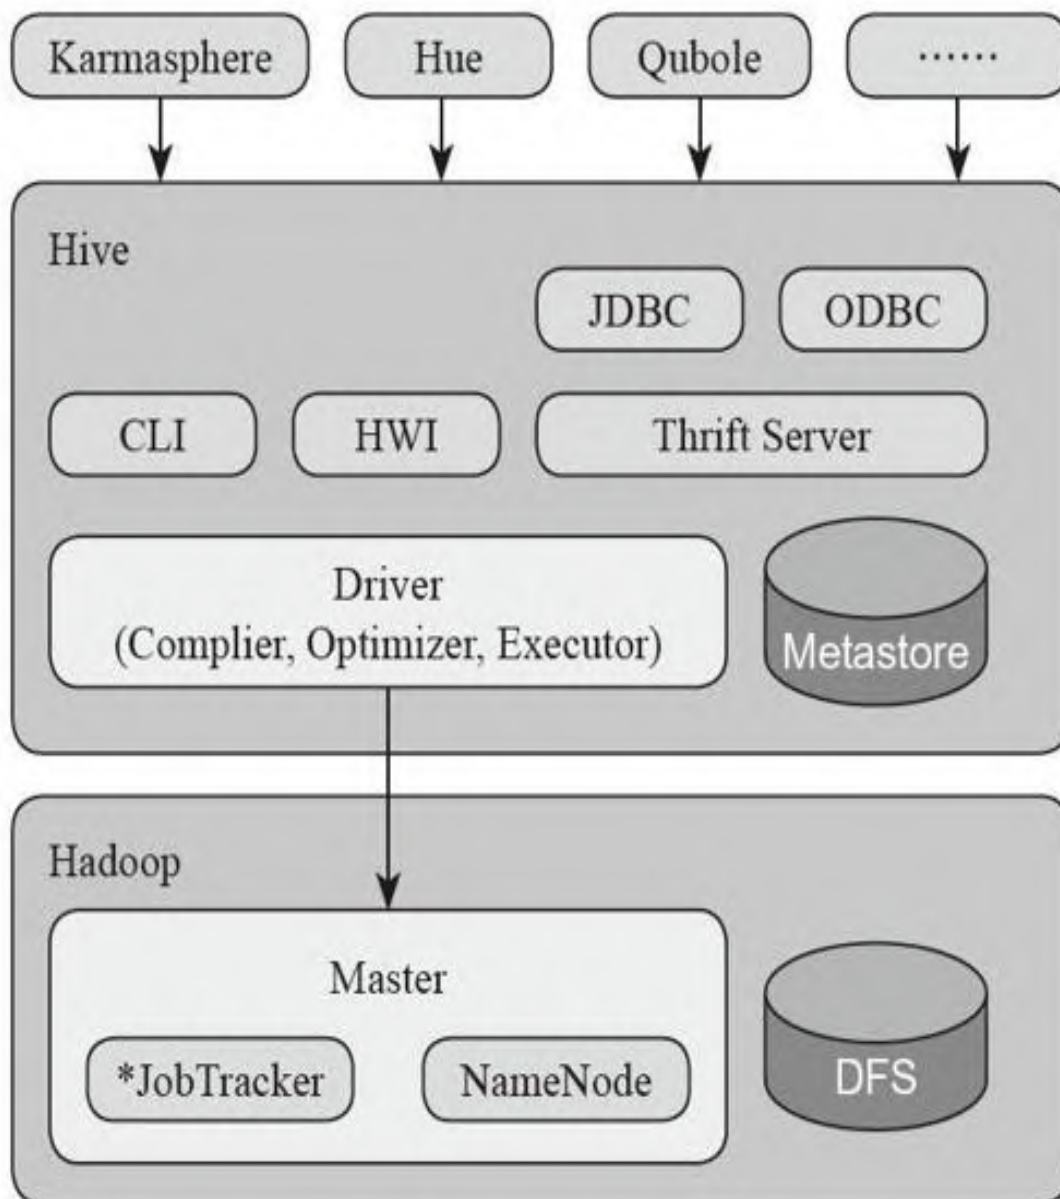 Karmasphere
Hue
Qubole
······
Hive
JDBC
ODBC
CLI
HWI
Thrift Server
Driver
(Complier, Optimizer, Executor)
Metastore
Hadoop
Master
*JobTracker
NameNode
DFS